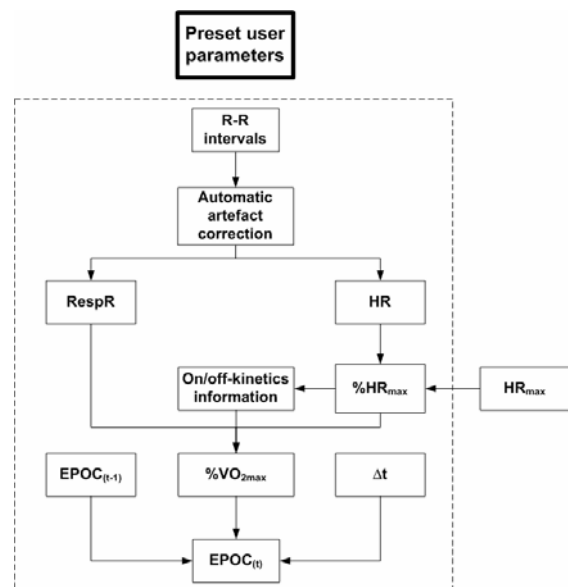 Preset user
parameters
R-R
intervals
Automatic
artefact
correction
RespR
HR
On/off-kinetics
information
%HRmax
HRmax
EPOC(t-1)
%VO2max
Δt
EPOC(t)